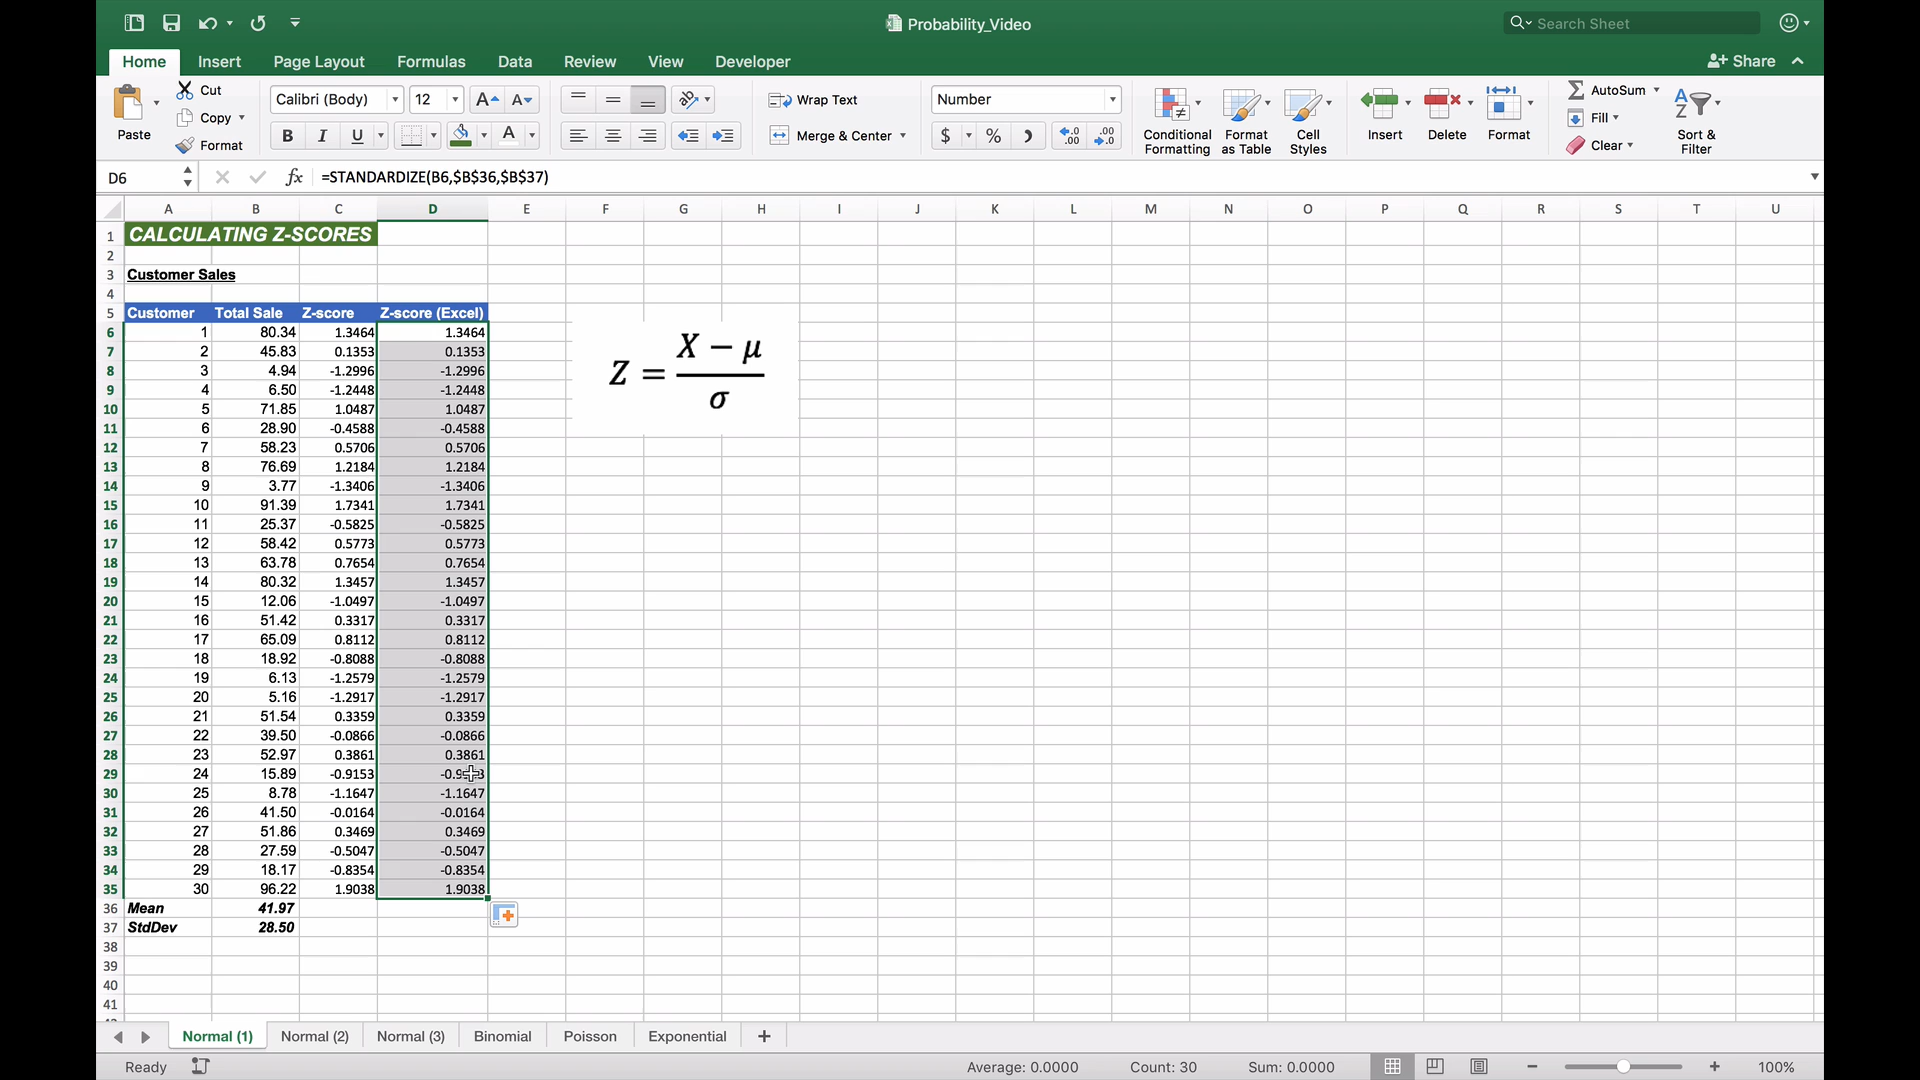 Probability_Video
Search Sheet
Home Insert Page Layout Formulas Data Review View Developer
Share
Paste
Cut
Copy
Format
Calibri (Body) 12
B I U
Wrap Text
Merge & Center
Number
$ %
Conditional Formatting
Format as Table
Cell Styles
Insert
Delete
Format
AutoSum
Fill
Clear
Sort & Filter
D6 fx =STANDARDIZE(B6,$B$36,$B$37)
A B C D E F G H I J K L M N O P Q R S T U
1 CALCULATING Z-SCORES
2
3 Customer Sales
4
5 Customer Total Sale Z-score Z-score (Excel)
6 1 80.34 1.3464 1.3464
7 2 45.83 0.1353 0.1353
8 3 4.94 -1.2996 -1.2996
9 4 6.50 -1.2448 -1.2448
10 5 71.85 1.0487 1.0487
11 6 28.90 -0.4588 -0.4588
12 7 58.23 0.5706 0.5706
13 8 76.69 1.2184 1.2184
14 9 3.77 -1.3406 -1.3406
15 10 91.39 1.7341 1.7341
16 11 25.37 -0.5825 -0.5825
17 12 58.42 0.5773 0.5773
18 13 63.78 0.7654 0.7654
19 14 80.32 1.3457 1.3457
20 15 12.06 -1.0497 -1.0497
21 16 51.42 0.3317 0.3317
22 17 65.09 0.8112 0.8112
23 18 18.92 -0.8088 -0.8088
24 19 6.13 -1.2579 -1.2579
25 20 5.16 -1.2917 -1.2917
26 21 51.54 0.3359 0.3359
27 22 39.50 -0.0866 -0.0866
28 23 52.97 0.3861 0.3861
29 24 15.89 -0.9153
30 25 8.78 -1.1647 -1.1647
31 26 41.50 -0.0164 -0.0164
32 27 51.86 0.3469 0.3469
33 28 27.59 -0.5047 -0.5047
34 29 18.17 -0.8354 -0.8354
35 30 96.22 1.9038 1.9038
36 Mean 41.97
37 StdDev 28.50
38
39
40
41
Z = X − μ
σ
Normal (1) Normal (2) Normal (3) Binomial Poisson Exponential +
Ready Average: 0.0000 Count: 30 Sum: 0.0000 100%